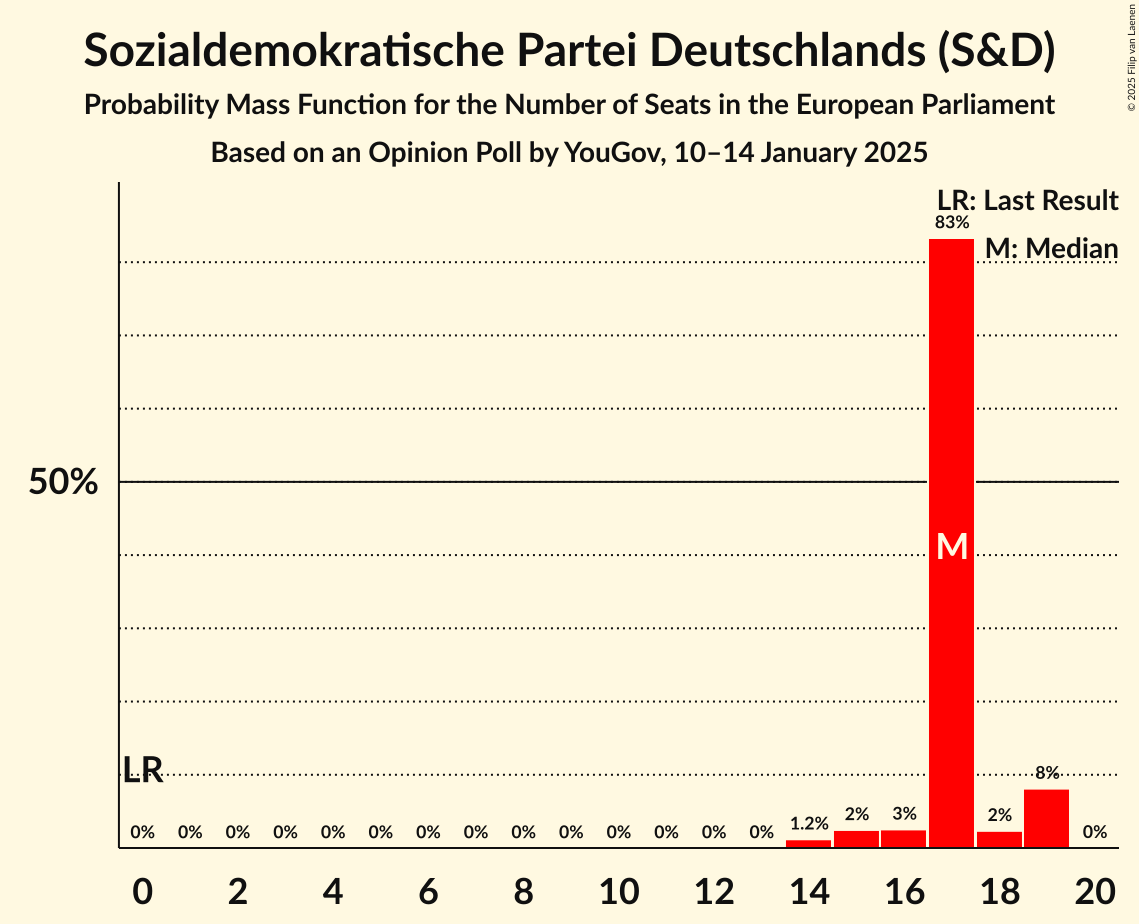 Sozialdemokratische Partei Deutschlands (S&D)
Probability Mass Function for the Number of Seats in the European Parliament
Based on an Opinion Poll by YouGov, 10–14 January 2025
© 2025 Filip van Laenen
LR: Last Result
83%
M: Median
50%
M
LR
0% 0% 0% 0% 0% 0% 0% 0% 0% 0% 0% 0% 0% 0% 1.2% 2% 3% 2% 8% 0%
0 2 4 6 8 10 12 14 16 18 20